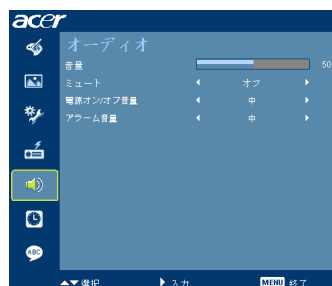 acer
オーディオ
音量 50
ミュート オフ
電源オン/オフ音量 中
アラーム音量 中
ABC
選択 入力 MENU 終了